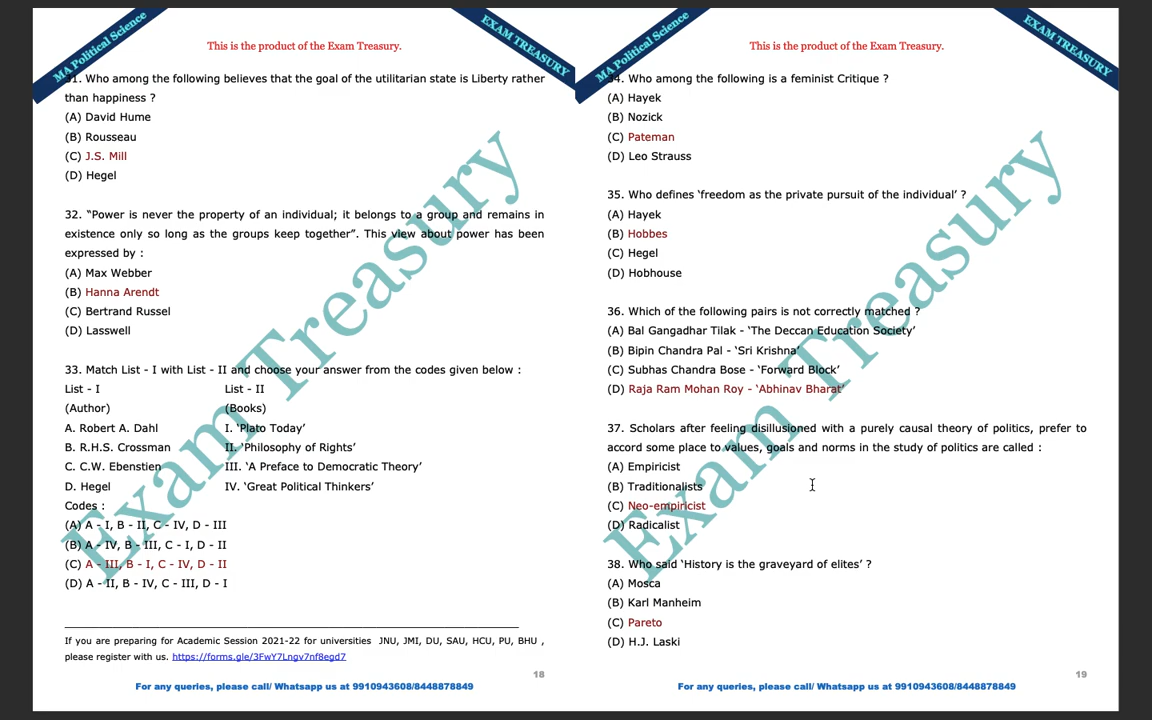 MA Political Science
EXAM TREASURY
This is the product of the Exam Treasury.
31. Who among the following believes that the goal of the utilitarian state is Liberty rather
than happiness ?
(A) David Hume
(B) Rousseau
(C) J.S. Mill
(D) Hegel
32. “Power is never the property of an individual; it belongs to a group and remains in
existence only so long as the groups keep together”. This view about power has been
expressed by :
(A) Max Webber
(B) Hanna Arendt
(C) Bertrand Russel
(D) Lasswell
33. Match List - I with List - II and choose your answer from the codes given below :
List - I List - II
(Author) (Books)
A. Robert A. Dahl I. ‘Plato Today’
B. R.H.S. Crossman II. ‘Philosophy of Rights’
C. C.W. Ebenstien III. ‘A Preface to Democratic Theory’
D. Hegel IV. ‘Great Political Thinkers’
Codes :
(A) A - I, B - II, C - IV, D - III
(B) A - IV, B - III, C - I, D - II
(C) A - III, B - I, C - IV, D - II
(D) A - II, B - IV, C - III, D - I
If you are preparing for Academic Session 2021-22 for universities JNU, JMI, DU, SAU, HCU, PU, BHU ,
please register with us. https://forms.gle/3FwY7Lngv7nf8egd7
18
For any queries, please call/ Whatsapp us at 9910943608/8448878849
Exam Treasury
MA Political Science
EXAM TREASURY
This is the product of the Exam Treasury.
34. Who among the following is a feminist Critique ?
(A) Hayek
(B) Nozick
(C) Pateman
(D) Leo Strauss
35. Who defines ‘freedom as the private pursuit of the individual’ ?
(A) Hayek
(B) Hobbes
(C) Hegel
(D) Hobhouse
36. Which of the following pairs is not correctly matched ?
(A) Bal Gangadhar Tilak - ‘The Deccan Education Society’
(B) Bipin Chandra Pal - ‘Sri Krishna’
(C) Subhas Chandra Bose - ‘Forward Block’
(D) Raja Ram Mohan Roy - ‘Abhinav Bharat’
37. Scholars after feeling disillusioned with a purely causal theory of politics, prefer to
accord some place to values, goals and norms in the study of politics are called :
(A) Empiricist
(B) Traditionalists
(C) Neo-empiricist
(D) Radicalist
38. Who said ‘History is the graveyard of elites’ ?
(A) Mosca
(B) Karl Manheim
(C) Pareto
(D) H.J. Laski
19
For any queries, please call/ Whatsapp us at 9910943608/8448878849
Exam Treasury